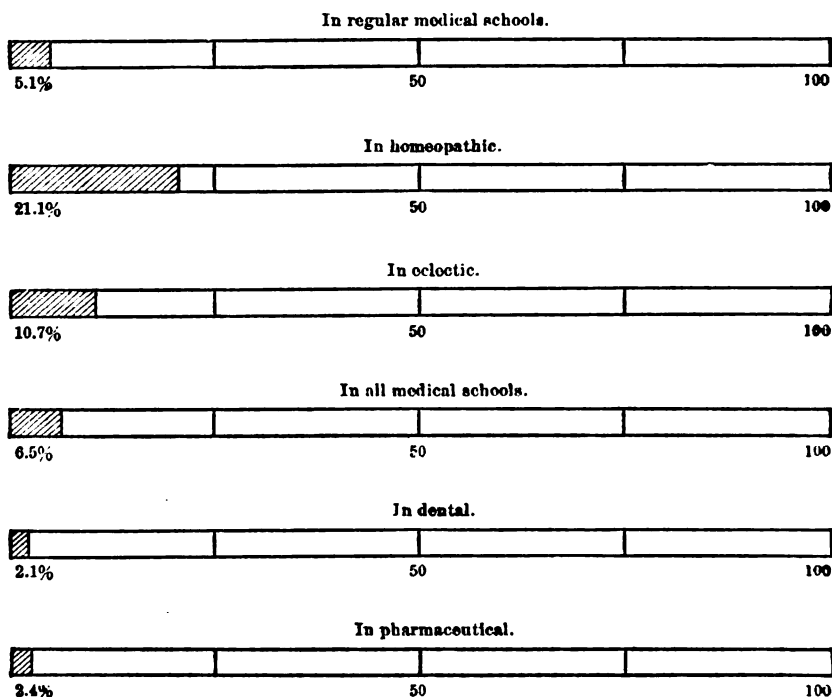 In regular medical schools.
5.1% 50 100
In homeopathic.
21.1% 50 100
In eclectic.
10.7% 50 100
In all medical schools.
6.5% 50 100
In dental.
2.1% 50 100
In pharmaceutical.
2.4% 50 100